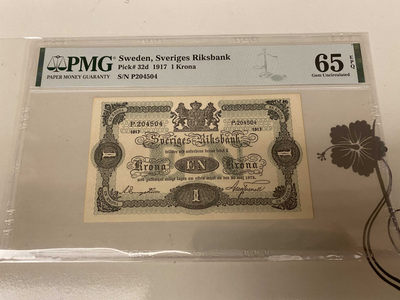 PMG
PAPER MONEY GUARANTY
Sweden, Sveriges Riksbank
Pick# 32d 1917 1 Krona
S/N P204504
65 EPQ
Gem Uncirculated
P.204504 P.204504
1917. 1917.
Sveriges Riksbank
Krona EN Krona
1